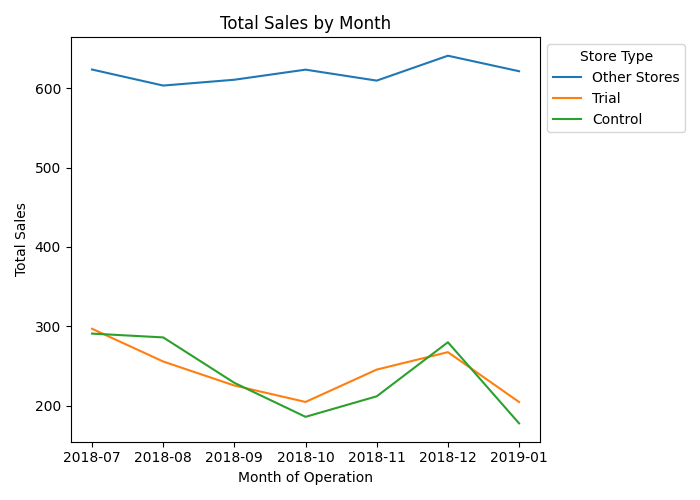 Total Sales by Month
Store Type
Other Stores
Trial
Control
600
500
400
300
200
Total Sales
2018-07 2018-08 2018-09 2018-10 2018-11 2018-12 2019-01
Month of Operation